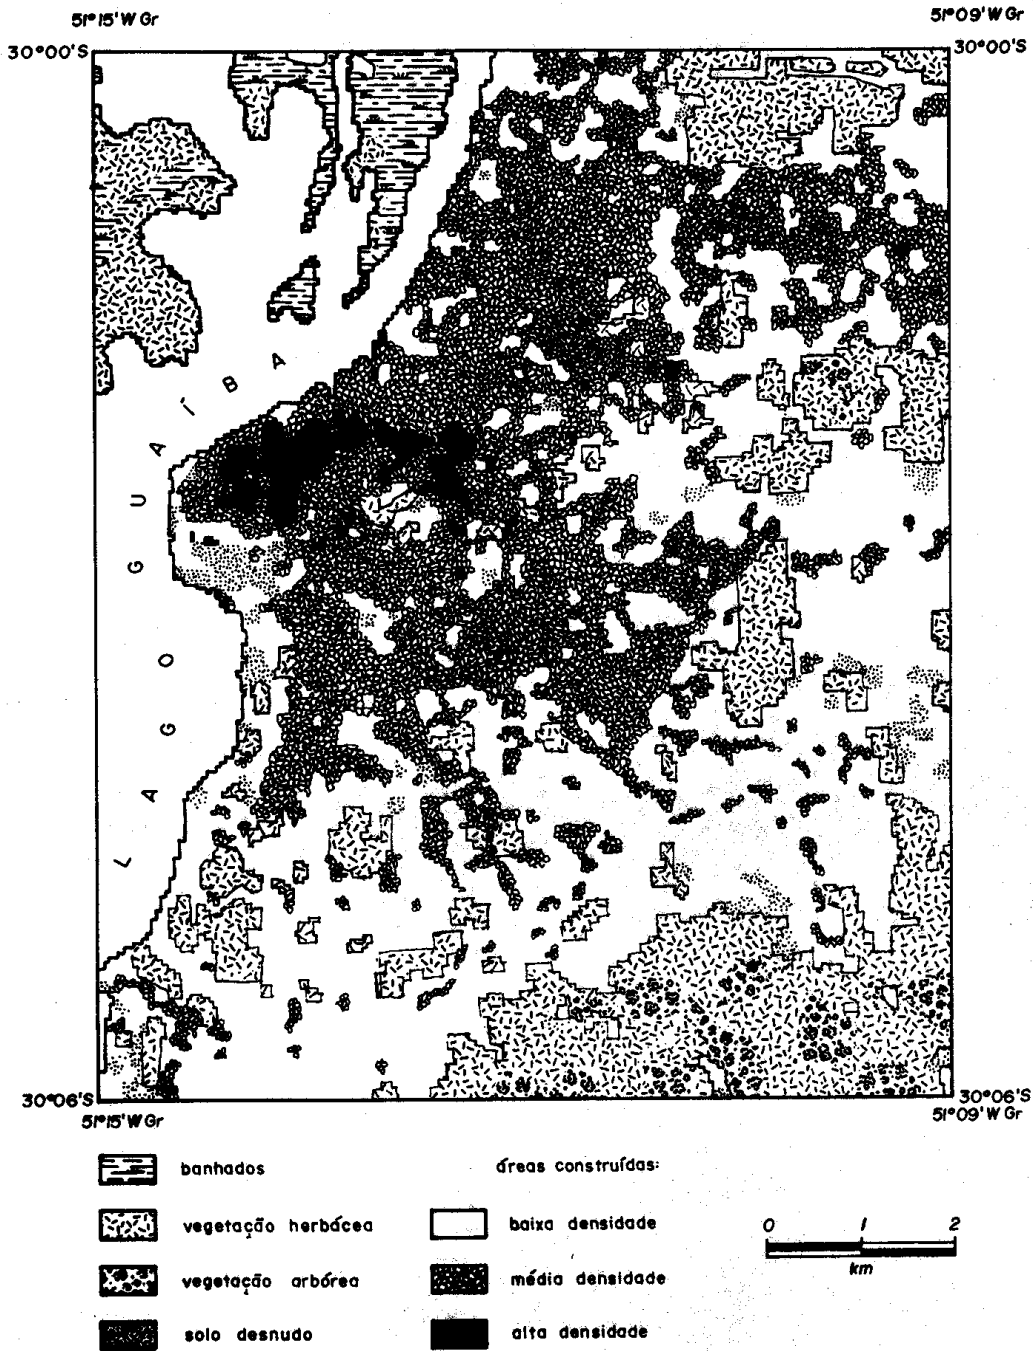 51°15'W Gr
51°09'W Gr
30°00'S
30°00'S
LAGO GUAÍBA
30°06'S
30°06'S
51°15'W Gr
51°09'W Gr
banhados
vegetação herbácea
vegetação arbórea
solo desnudo
áreas construídas:
baixa densidade
média densidade
alta densidade
0 1 2
km